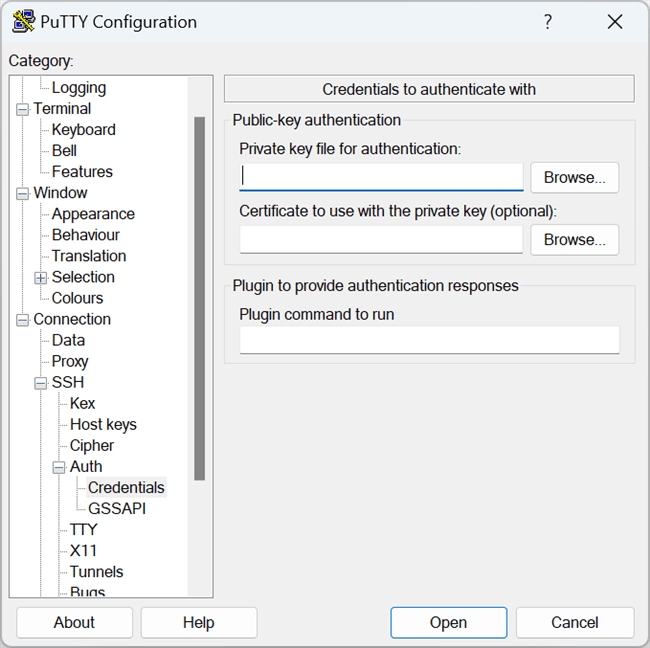 PuTTY Configuration
?
Category:
Logging
Terminal
Keyboard
Bell
Features
Window
Appearance
Behaviour
Translation
Selection
Colours
Connection
Data
Proxy
SSH
Kex
Host keys
Cipher
Auth
Credentials
GSSAPI
TTY
X11
Tunnels
Bugs
Credentials to authenticate with
Public-key authentication
Private key file for authentication:
Browse...
Certificate to use with the private key (optional):
Browse...
Plugin to provide authentication responses
Plugin command to run
About
Help
Open
Cancel